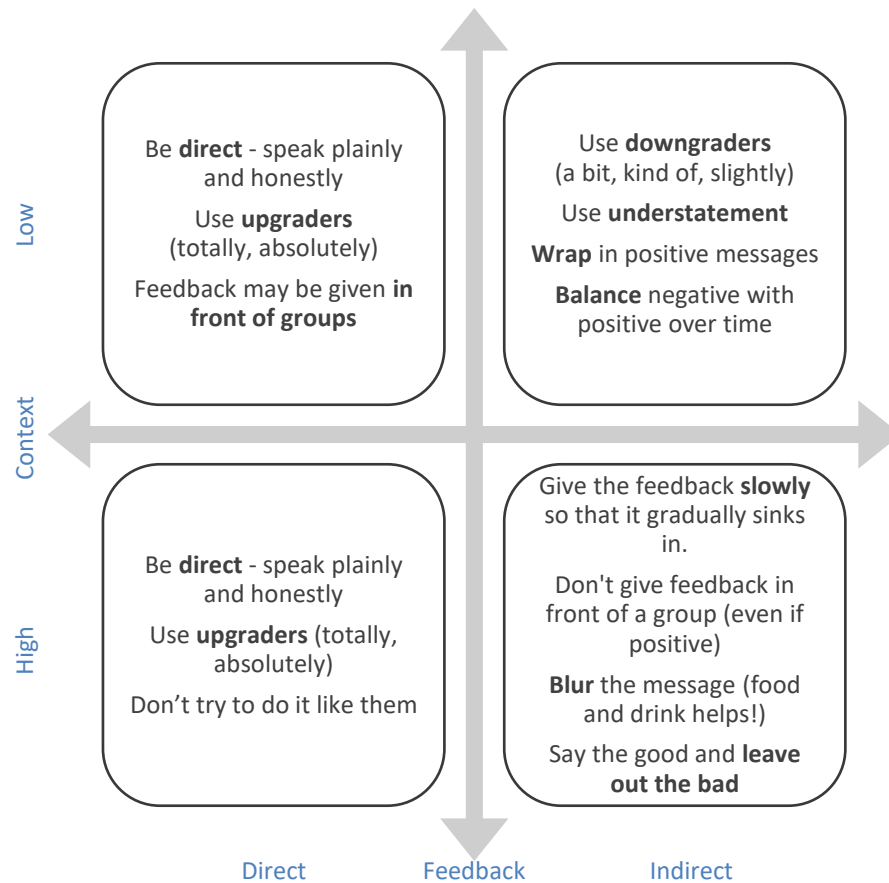 Be direct - speak plainly
and honestly
Use upgraders
(totally, absolutely)
Feedback may be given in
front of groups
Use downgraders
(a bit, kind of, slightly)
Use understatement
Wrap in positive messages
Balance negative with
positive over time
Low
Context
High
Be direct - speak plainly
and honestly
Use upgraders (totally,
absolutely)
Don’t try to do it like them
Give the feedback slowly
so that it gradually sinks
in.
Don't give feedback in
front of a group (even if
positive)
Blur the message (food
and drink helps!)
Say the good and leave
out the bad
Direct
Feedback
Indirect